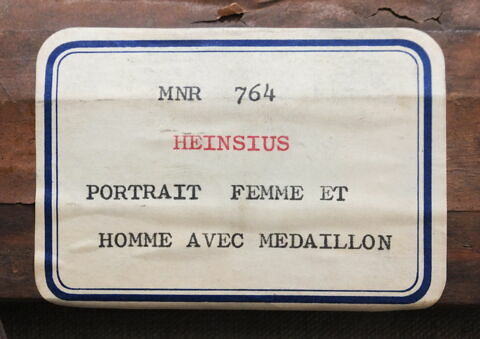 MNR 764
HEINSIUS
PORTRAIT FEMME ET
HOMME AVEC MEDAILLON